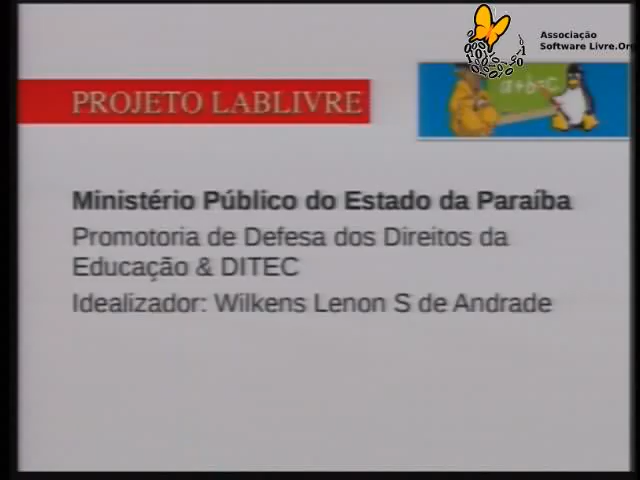 Associação
Software Livre.Or
PROJETO LABLIVRE
a+b=c
Ministério Público do Estado da Paraíba
Promotoria de Defesa dos Direitos da
Educação & DITEC
Idealizador: Wilkens Lenon S de Andrade